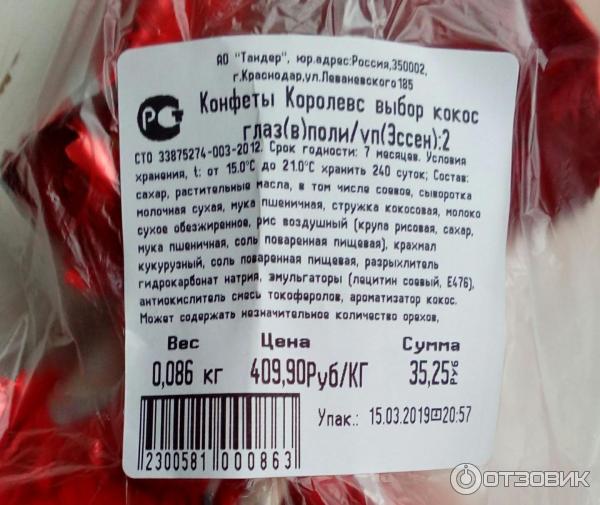 АО "Тандер", юр.адрес:Россия,350002,
г.Краснодар,ул.Леваневского 185
РСТ
Конфеты Королевс выбор кокос
глаз(в)поли/уп(Эссен):2
СТО 33875274-003-2012. Срок годности: 7 месяцев. Условия
хранения, t: от 15.0°C до 21.0°C хранить 240 суток; Состав:
сахар, растительные масла, в том числе соевое, сыворотка
молочная сухая, мука пшеничная, стружка кокосовая, молоко
сухое обезжиренное, рис воздушный (крупа рисовая, сахар,
мука пшеничная, соль поваренная пищевая), крахмал
кукурузный, соль поваренная пищевая, разрыхлитель
гидрокарбонат натрия, эмульгаторы (лецитин соевый, Е476),
антиокислитель смесь токоферолов, ароматизатор кокос.
Может содержать незначительное количество орехов,
Вес Цена Сумма
0,086 кг 409,90Руб/КГ 35,25 РУБ
Упак.: 15.03.2019 20:57
2300581 000863
ОТЗОВИК